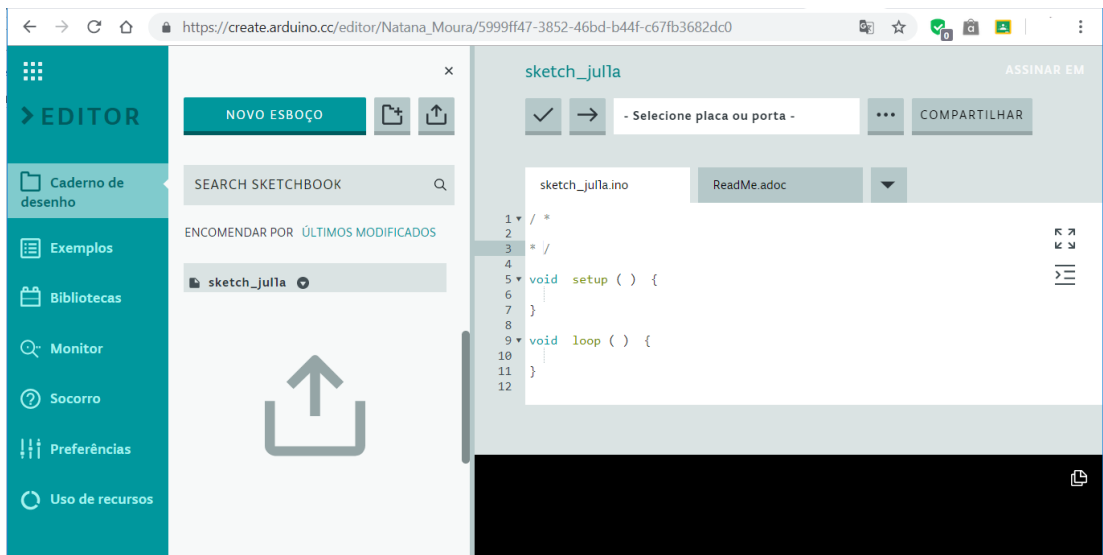 https://create.arduino.cc/editor/Natana_Moura/5999ff47-3852-46bd-b44f-c67fb3682dc0
0
EDITOR
Caderno de
desenho
Exemplos
Bibliotecas
Monitor
Socorro
Preferências
Uso de recursos
×
NOVO ESBOÇO
SEARCH SKETCHBOOK
ENCOMENDAR POR ÚLTIMOS MODIFICADOS
sketch_jul1a
sketch_jul1a
ASSINAR EM
- Selecione placa ou porta -
COMPARTILHAR
sketch_jul1a.ino
ReadMe.adoc
1 / *
2
3 * /
4
5 void setup ( ) {
6
7 }
8
9 void loop ( ) {
10
11 }
12